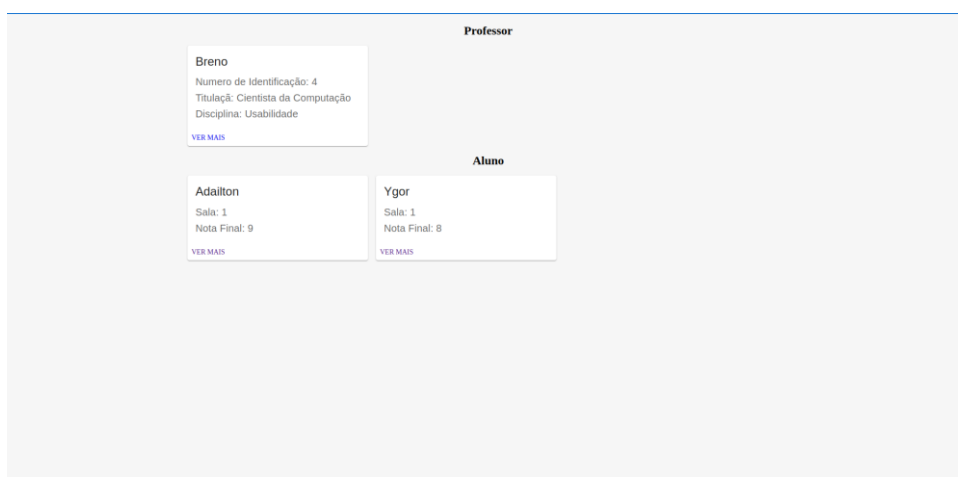 Professor
Breno
Numero de Identificação: 4
Titulaçã: Cientista da Computação
Disciplina: Usabilidade
VER MAIS
Aluno
Adailton
Sala: 1
Nota Final: 9
VER MAIS
Ygor
Sala: 1
Nota Final: 8
VER MAIS